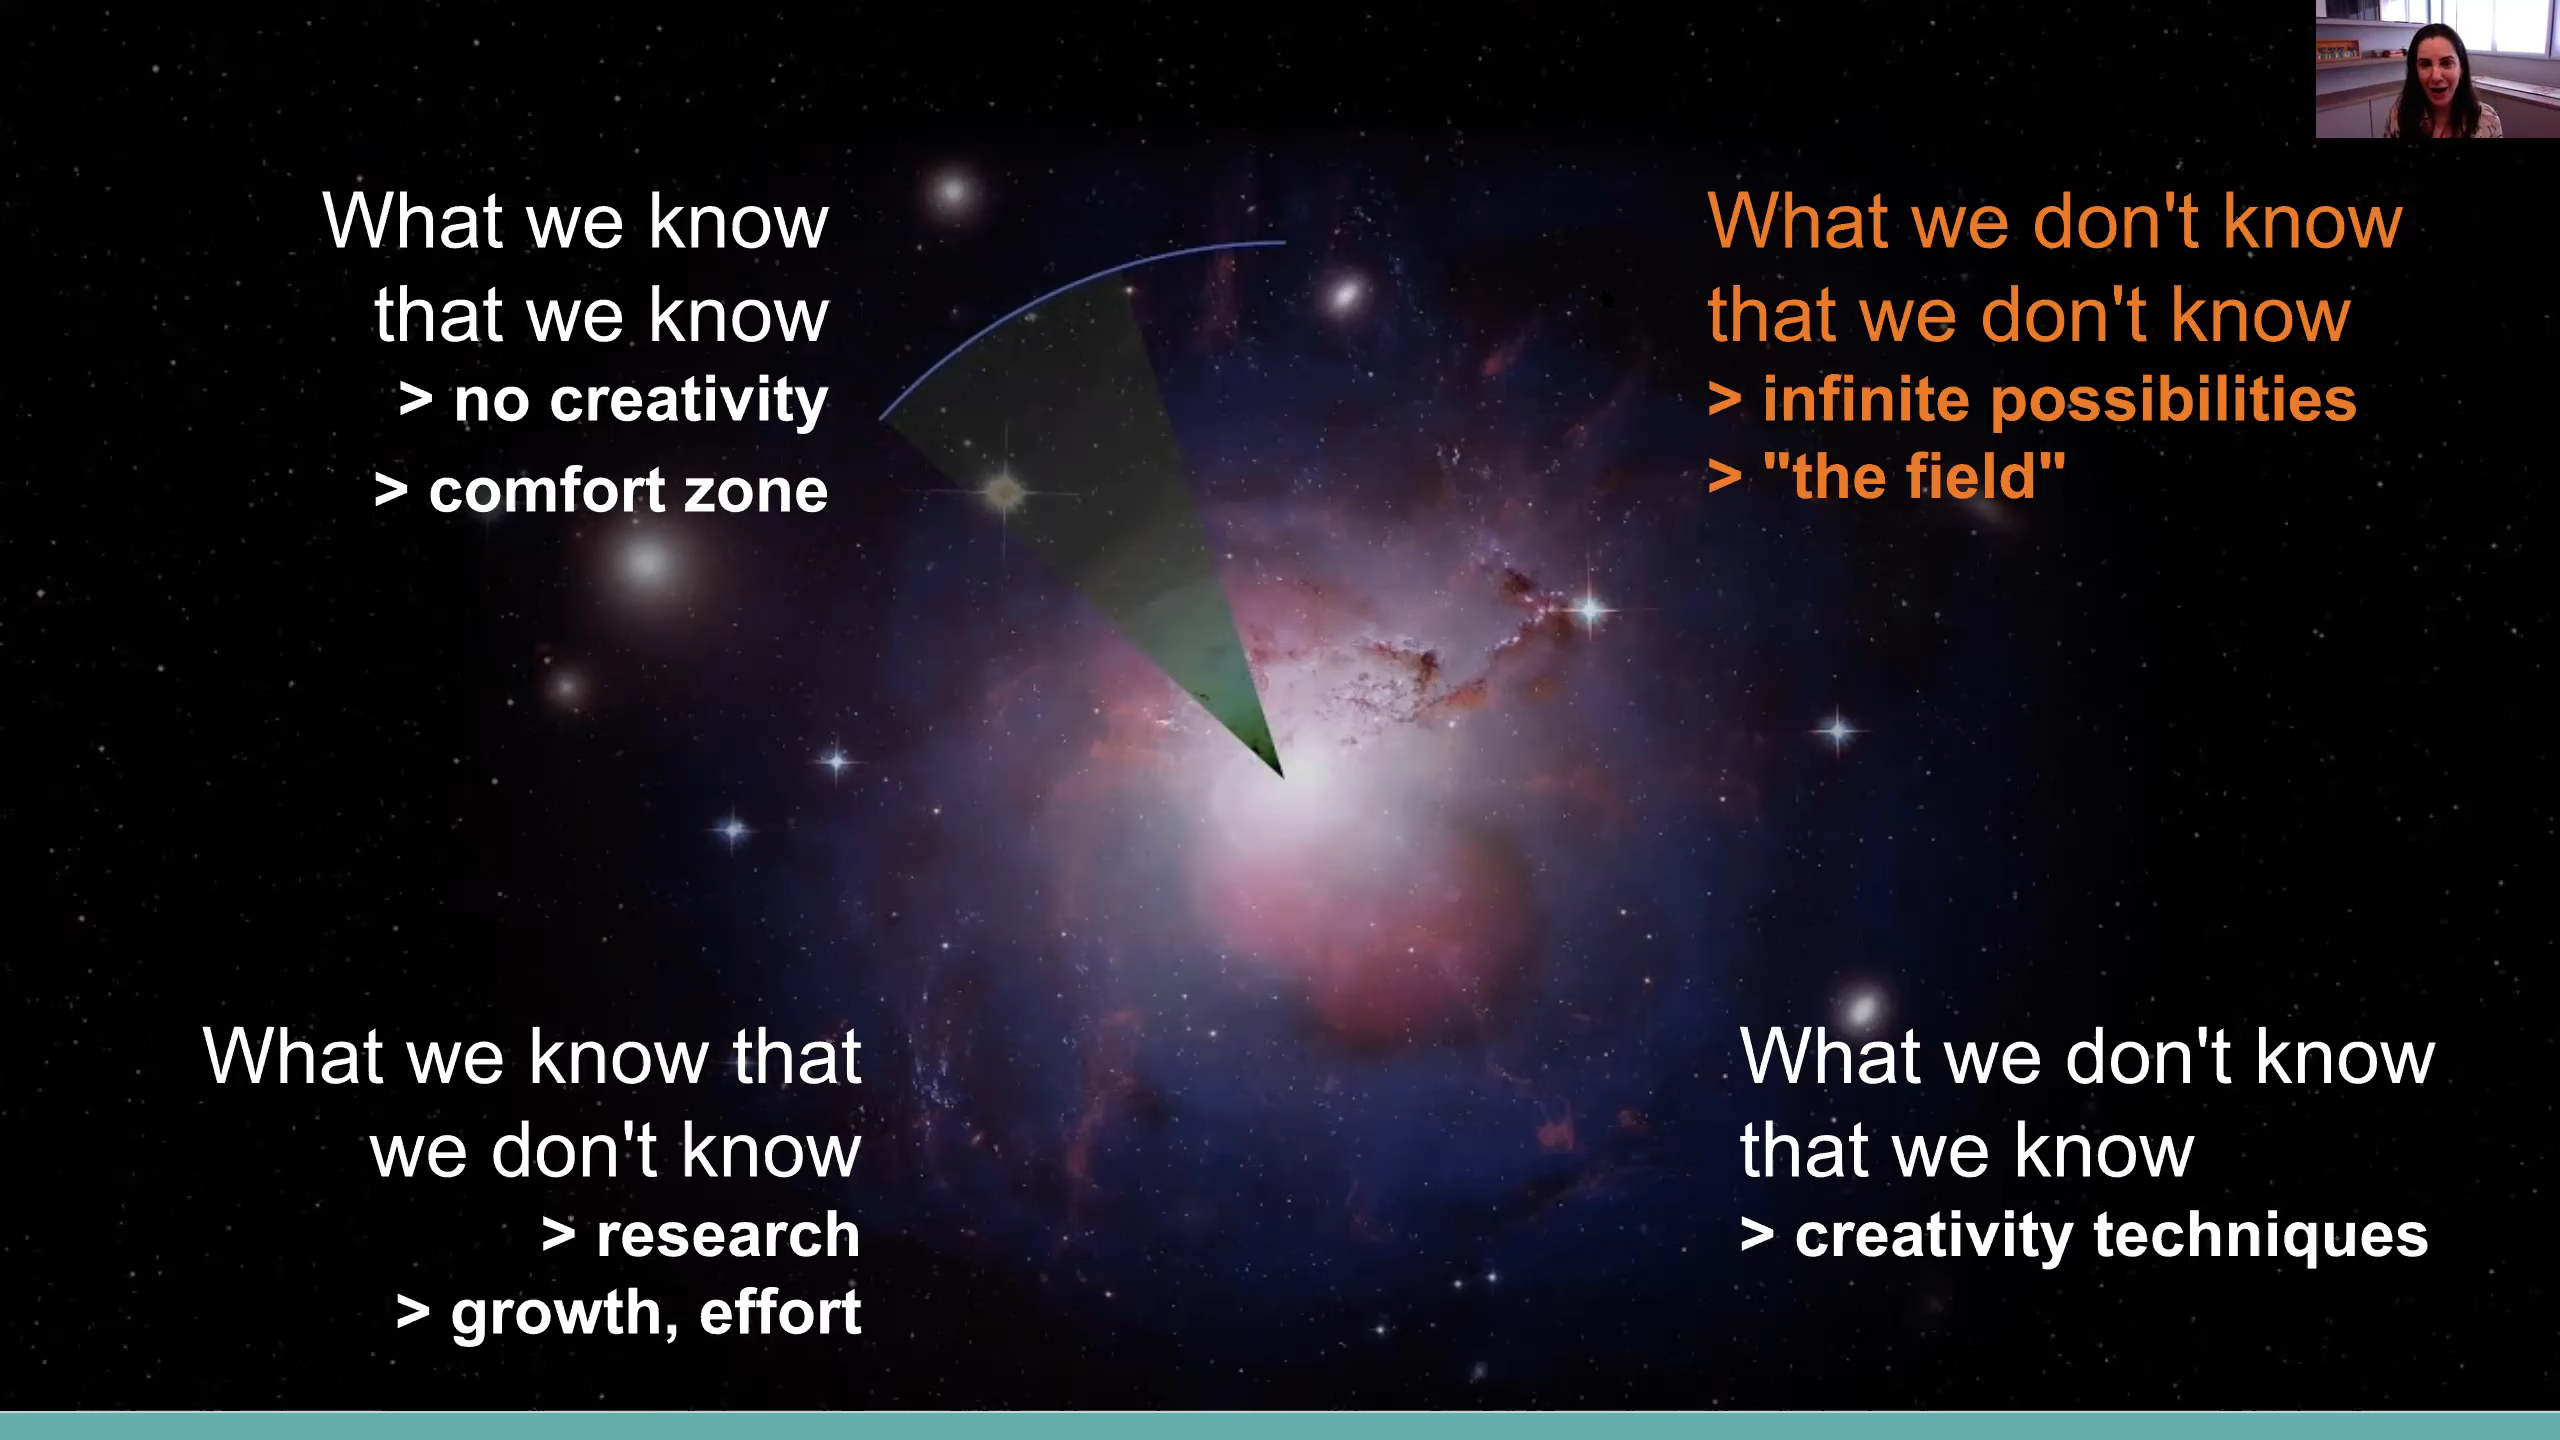 What we know
that we know
> no creativity
> comfort zone
What we don't know
that we don't know
> infinite possibilities
> "the field"
What we know that
we don't know
> research
> growth, effort
What we don't know
that we know
> creativity techniques